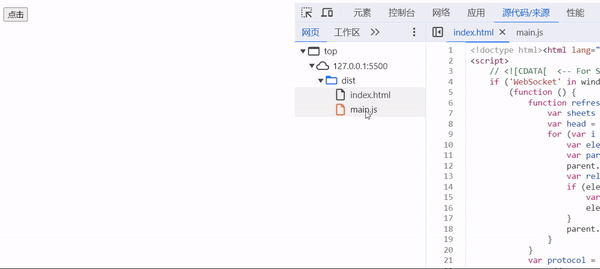 点击
元素 控制台 网络 应用 源代码/来源 性能
网页 工作区 index.html × main.js
top
127.0.0.1:5500
dist
index.html
main.js
1 <!doctype html><html lang="
2 <script>
3 // <![CDATA[ <-- For S
4 if ('WebSocket' in wind
5 (function () {
6 function refres
7 var sheets
8 var head =
9 for (var i
10 var ele
11 var par
12 parent.
13 var rel
14 if (ele
15 var
16 ele
17 }
18 parent.
19 }
20 }
21 var protocol =